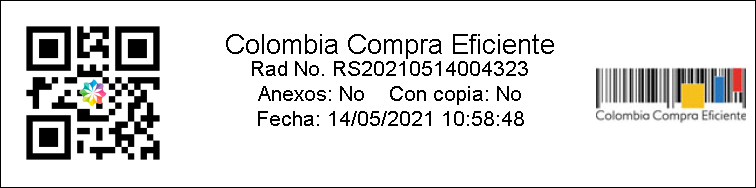 Colombia Compra Eficiente
Rad No. RS20210514004323
Anexos: No Con copia: No
Fecha: 14/05/2021 10:58:48
Colombia Compra Eficiente